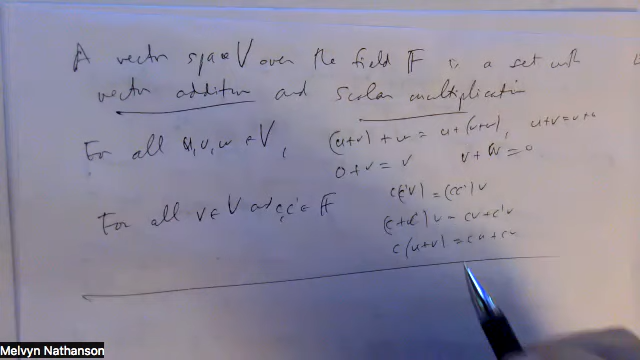 A vector space V over the field F is a set with
vector addition and scalar multiplication
For all u, v, w ∈ V, (u+v) + w = u + (v+w), u+v = v+u
0+v = v v + w = 0
For all v ∈ V and c, c' ∈ F
c(c'v) = (cc')v
(c+c')v = cv + c'v
c(u+v) = cu + cv
Melvyn Nathanson